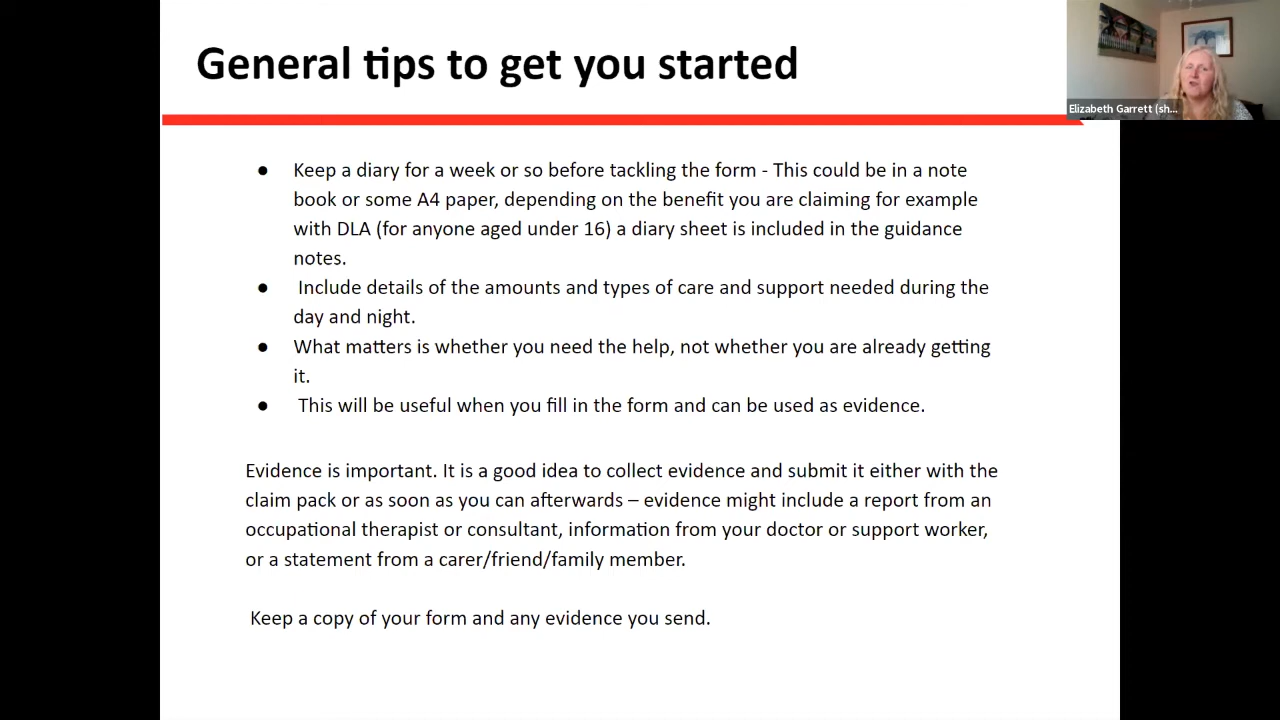 General tips to get you started
Elizabeth Garrett (sh...
● Keep a diary for a week or so before tackling the form - This could be in a note
book or some A4 paper, depending on the benefit you are claiming for example
with DLA (for anyone aged under 16) a diary sheet is included in the guidance
notes.
● Include details of the amounts and types of care and support needed during the
day and night.
● What matters is whether you need the help, not whether you are already getting
it.
● This will be useful when you fill in the form and can be used as evidence.
Evidence is important. It is a good idea to collect evidence and submit it either with the
claim pack or as soon as you can afterwards – evidence might include a report from an
occupational therapist or consultant, information from your doctor or support worker,
or a statement from a carer/friend/family member.
Keep a copy of your form and any evidence you send.